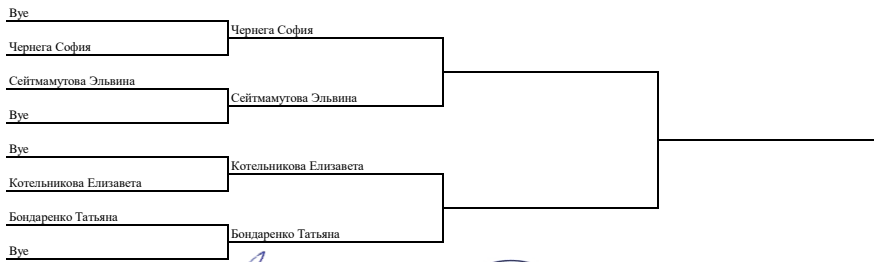 Bye
Чернега София
Чернега София
Сейтмамутова Эльвина
Сейтмамутова Эльвина
Bye
Bye
Котельникова Елизавета
Котельникова Елизавета
Бондаренко Татьяна
Бондаренко Татьяна
Bye